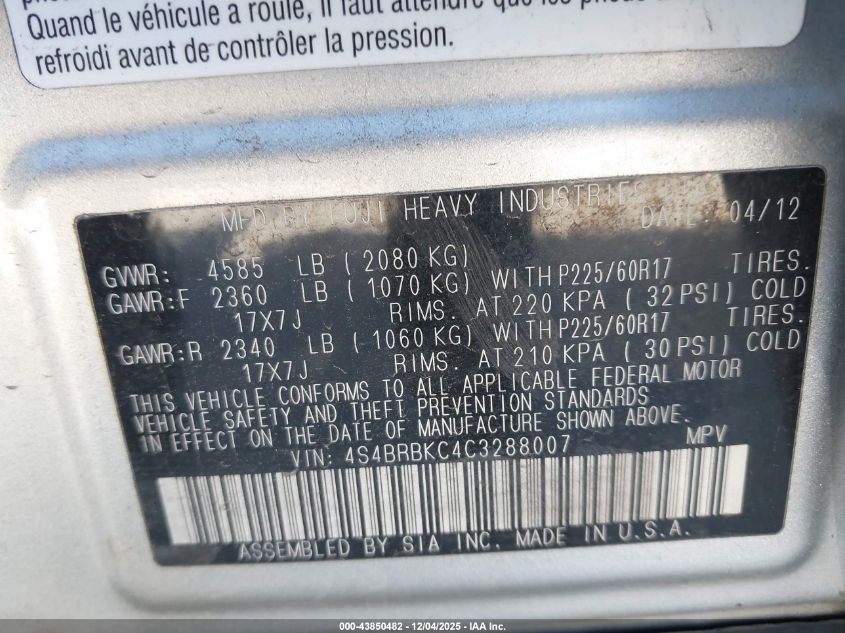 Quand le véhicule a roulé, il faut attendre que les
refroidi avant de contrôler la pression.
MFD BY FUJI HEAVY INDUSTRIES
DATE: 04/12
GVWR: 4585 LB ( 2080 KG)
GAWR:F 2360 LB ( 1070 KG) WITH P225/60R17 TIRES.
17X7J RIMS. AT 220 KPA ( 32 PSI) COLD
GAWR:R 2340 LB ( 1060 KG) WITH P225/60R17 TIRES.
17X7J RIMS. AT 210 KPA ( 30 PSI) COLD
THIS VEHICLE CONFORMS TO ALL APPLICABLE FEDERAL MOTOR
VEHICLE SAFETY AND THEFT PREVENTION STANDARDS
IN EFFECT ON THE DATE OF MANUFACTURE SHOWN ABOVE.
VIN: 4S4BRBKC4C3288007 MPV
ASSEMBLED BY SIA INC. MADE IN U.S.A.
000-43850482 - 12/04/2025 - IAA Inc.